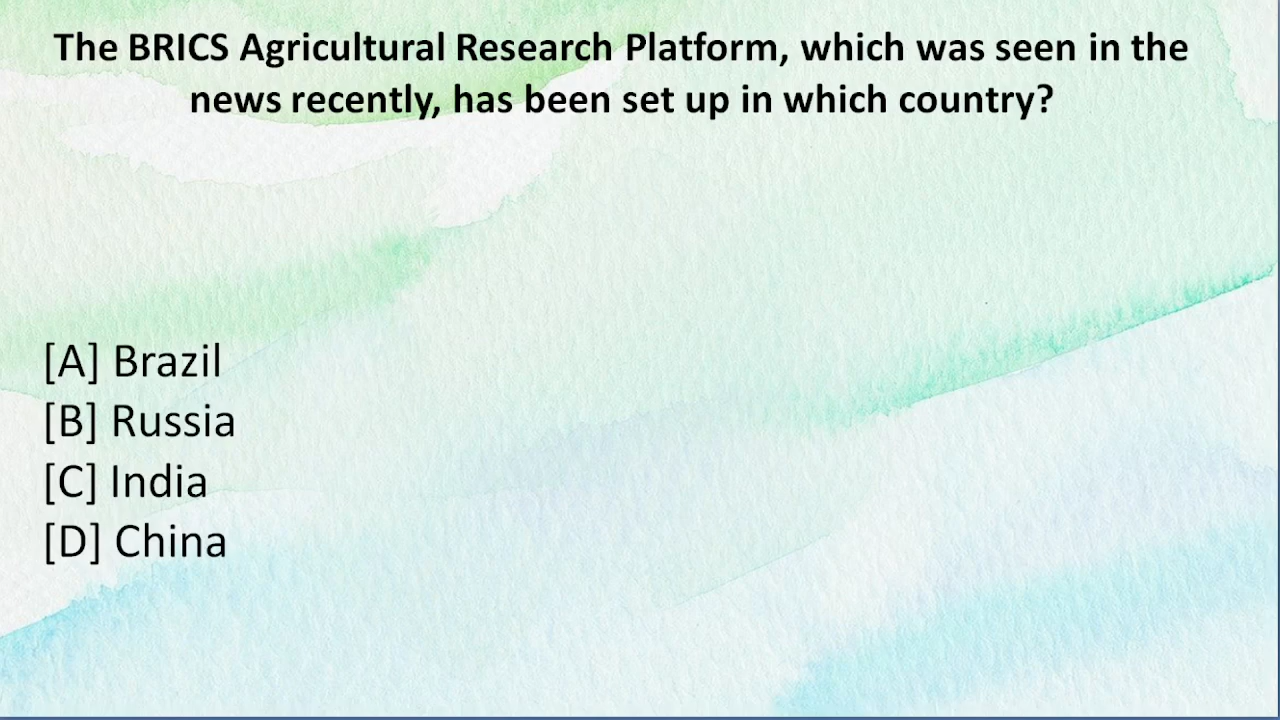 The BRICS Agricultural Research Platform, which was seen in the
news recently, has been set up in which country?
[A] Brazil
[B] Russia
[C] India
[D] China